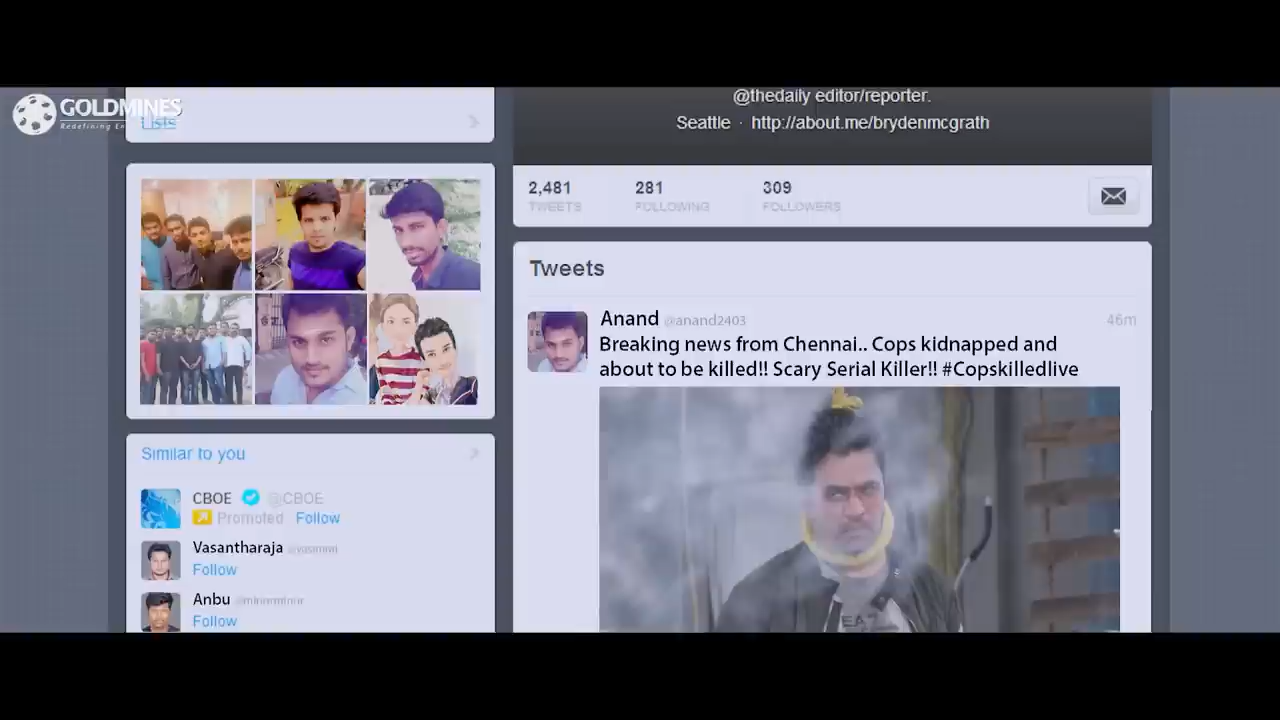 GOLDMINES
Lists
@thedaily editor/reporter.
Seattle · http://about.me/brydenmcgrath
2,481 281 309
TWEETS FOLLOWING FOLLOWERS
Tweets
Anand @anand2403 46m
Breaking news from Chennai.. Cops kidnapped and
about to be killed!! Scary Serial Killer!! #Copskilledlive
Similar to you
CBOE @CBOE
Promoted Follow
Vasantharaja
Follow
Anbu
Follow